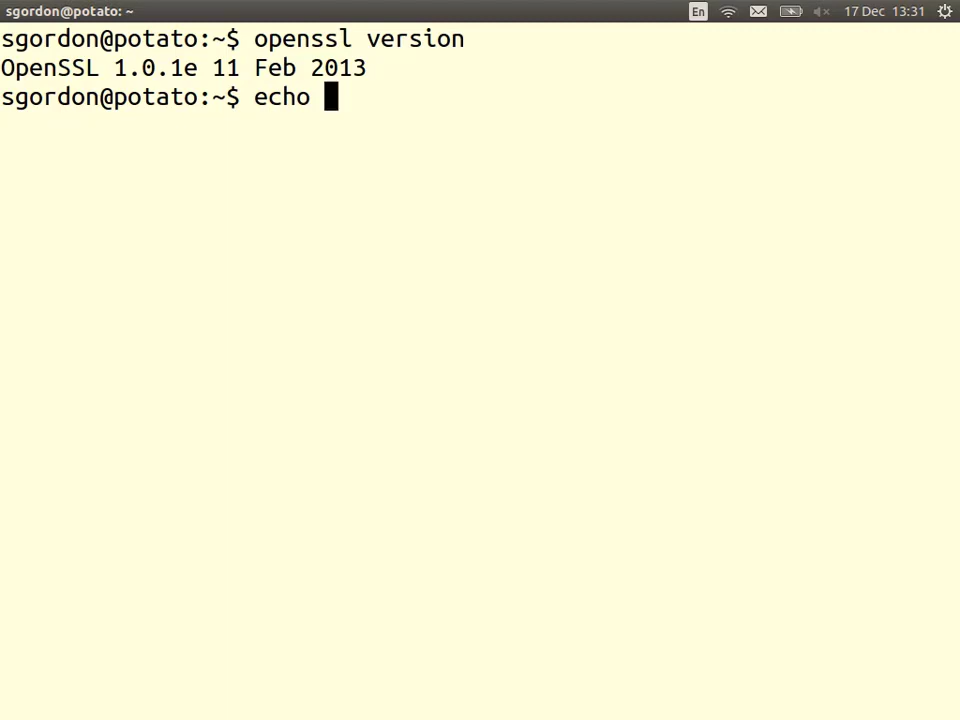 sgordon@potato: ~ En 17 Dec 13:31
sgordon@potato:~$ openssl version
OpenSSL 1.0.1e 11 Feb 2013
sgordon@potato:~$ echo